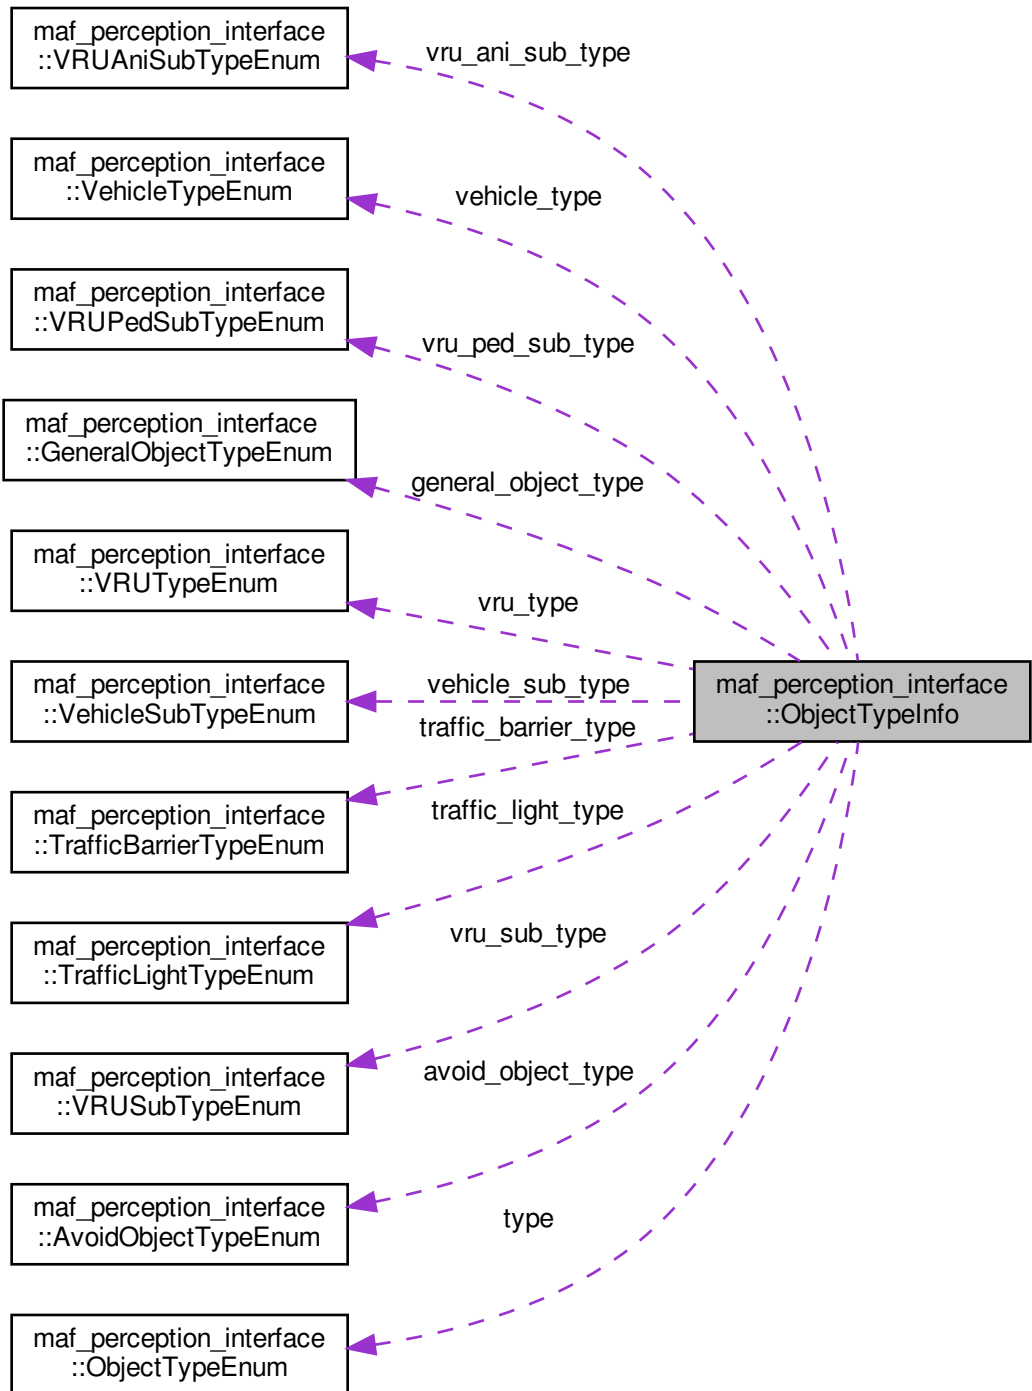 maf_perception_interface
::VRUAniSubTypeEnum
vru_ani_sub_type
maf_perception_interface
::VehicleTypeEnum
vehicle_type
maf_perception_interface
::VRUPedSubTypeEnum
vru_ped_sub_type
maf_perception_interface
::GeneralObjectTypeEnum
general_object_type
maf_perception_interface
::VRUTypeEnum
vru_type
maf_perception_interface
::VehicleSubTypeEnum
vehicle_sub_type
maf_perception_interface
::ObjectTypeInfo
traffic_barrier_type
maf_perception_interface
::TrafficBarrierTypeEnum
traffic_light_type
maf_perception_interface
::TrafficLightTypeEnum
vru_sub_type
maf_perception_interface
::VRUSubTypeEnum
avoid_object_type
maf_perception_interface
::AvoidObjectTypeEnum
type
maf_perception_interface
::ObjectTypeEnum